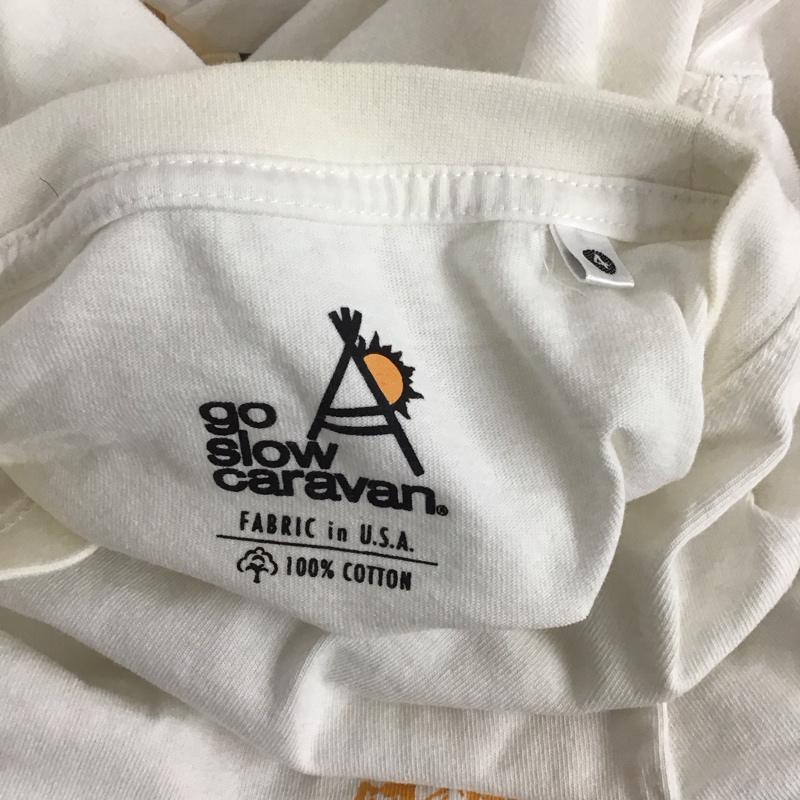 go
slow
caravan®
FABRIC in U.S.A.
100% COTTON